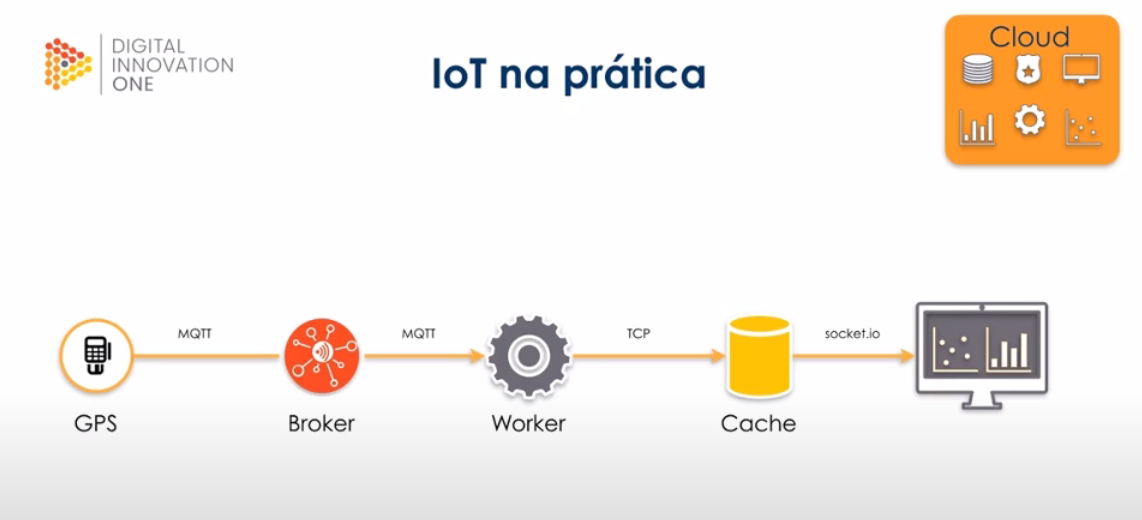 DIGITAL
INNOVATION
ONE
IoT na prática
Cloud
MQTT
MQTT
TCP
socket.io
GPS
Broker
Worker
Cache